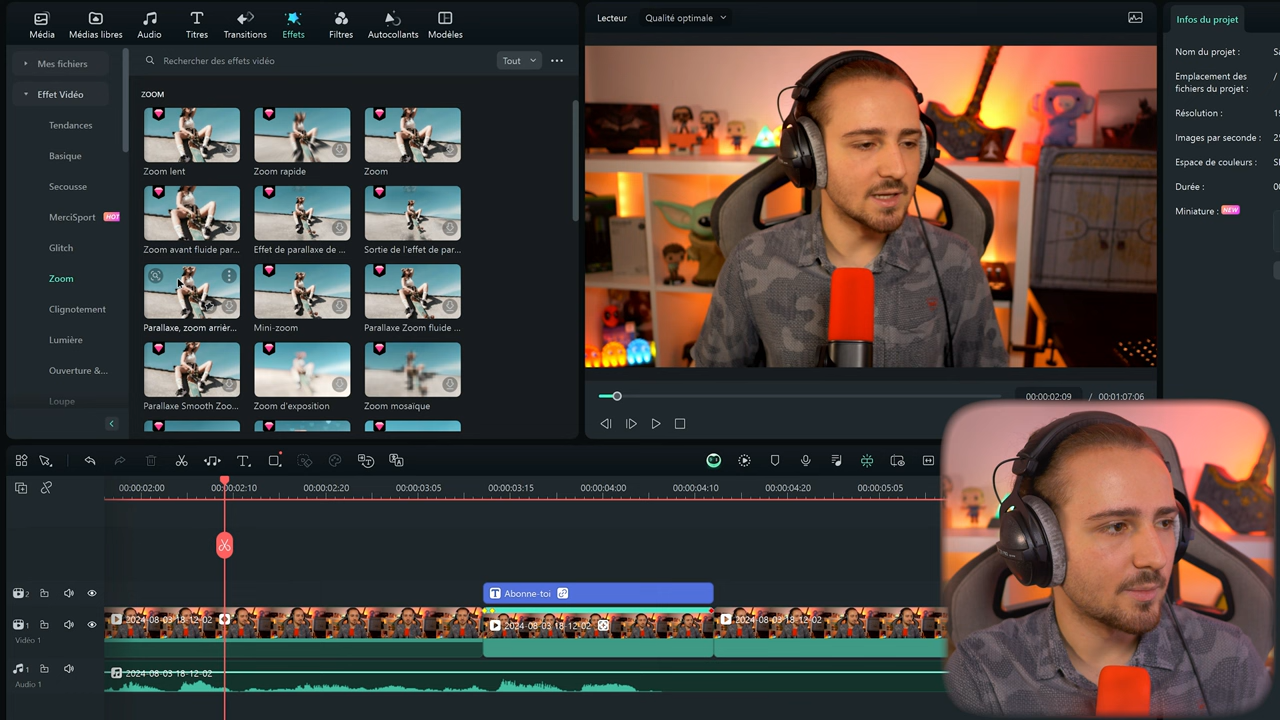 Média Médias libres Audio Titres Transitions Effets Filtres Autocollants Modèles
Mes fichiers
Effet Vidéo
Tendances
Basique
Secousse
MerciSport HOT
Glitch
Zoom
Clignotement
Lumière
Ouverture &...
Loupe
Rechercher des effets vidéo
Tout
ZOOM
Zoom lent Zoom rapide Zoom
Zoom avant fluide par... Effet de parallaxe de ... Sortie de l'effet de par...
Parallaxe, zoom arrièr... Mini-zoom Parallaxe Zoom fluide ...
Parallaxe Smooth Zoo... Zoom d'exposition Zoom mosaïque
Lecteur Qualité optimale
00:00:02:09 / 00:01:07:06
Infos du projet
Nom du projet :
Emplacement des
fichiers du projet :
Résolution :
Images par seconde :
Espace de couleurs :
Durée :
Miniature : NEW
00:00:02:00 00:00:02:10 00:00:02:20 00:00:03:05 00:00:03:15 00:00:04:00 00:00:04:10 00:00:04:20 00:00:05:05
2
T Abonne-toi
1
Vidéo 1
2024-08-03 18-12-02 2024-08-03 18-12-02 2024-08-03 18-12-02
1
Audio 1
2024-08-03 18-12-02